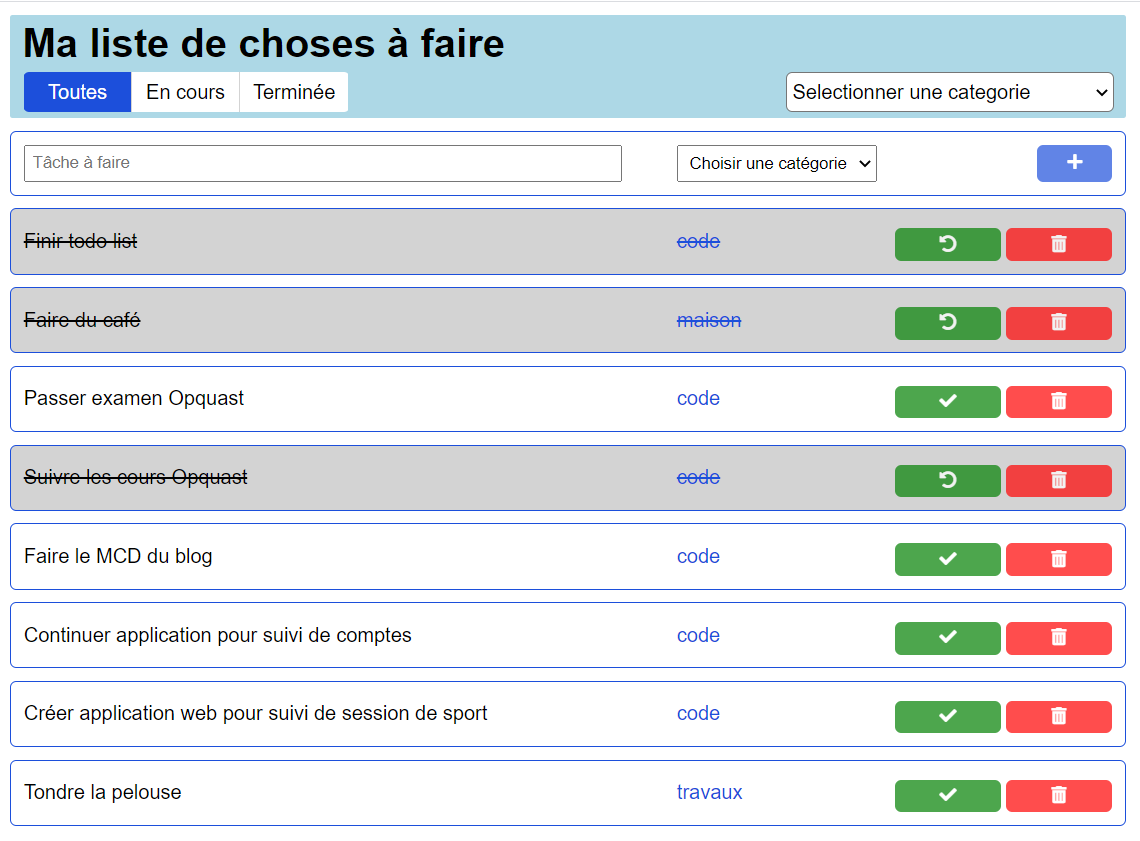 Ma liste de choses à faire
Toutes En cours Terminée Selectionner une categorie
Tâche à faire Choisir une catégorie +
Finir todo list code
Faire du café maison
Passer examen Opquast code
Suivre les cours Opquast code
Faire le MCD du blog code
Continuer application pour suivi de comptes code
Créer application web pour suivi de session de sport code
Tondre la pelouse travaux